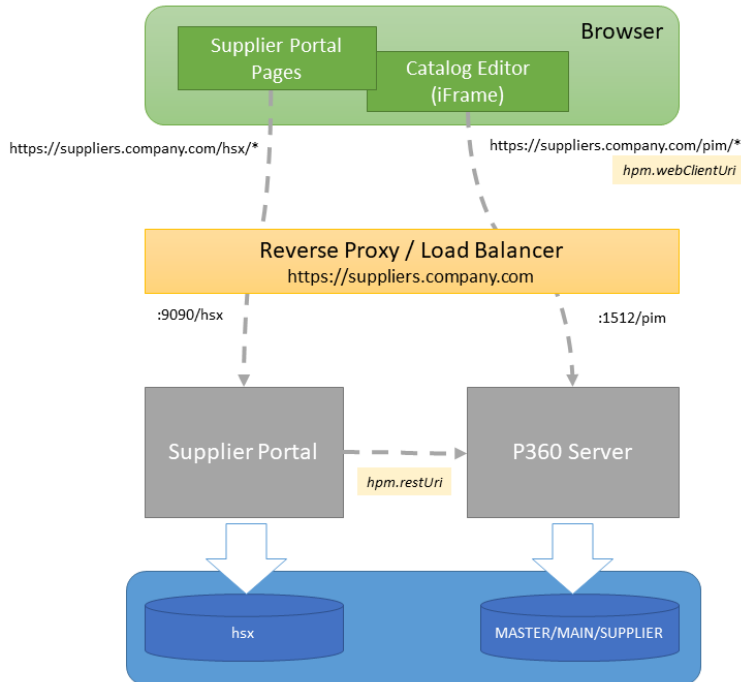 Browser
Supplier Portal
Pages
Catalog Editor
(iFrame)
https://suppliers.company.com/hsx/*
https://suppliers.company.com/pim/*
hpm.webClientUri
Reverse Proxy / Load Balancer
https://suppliers.company.com
:9090/hsx
:1512/pim
Supplier Portal
P360 Server
hpm.restUri
hsx
MASTER/MAIN/SUPPLIER